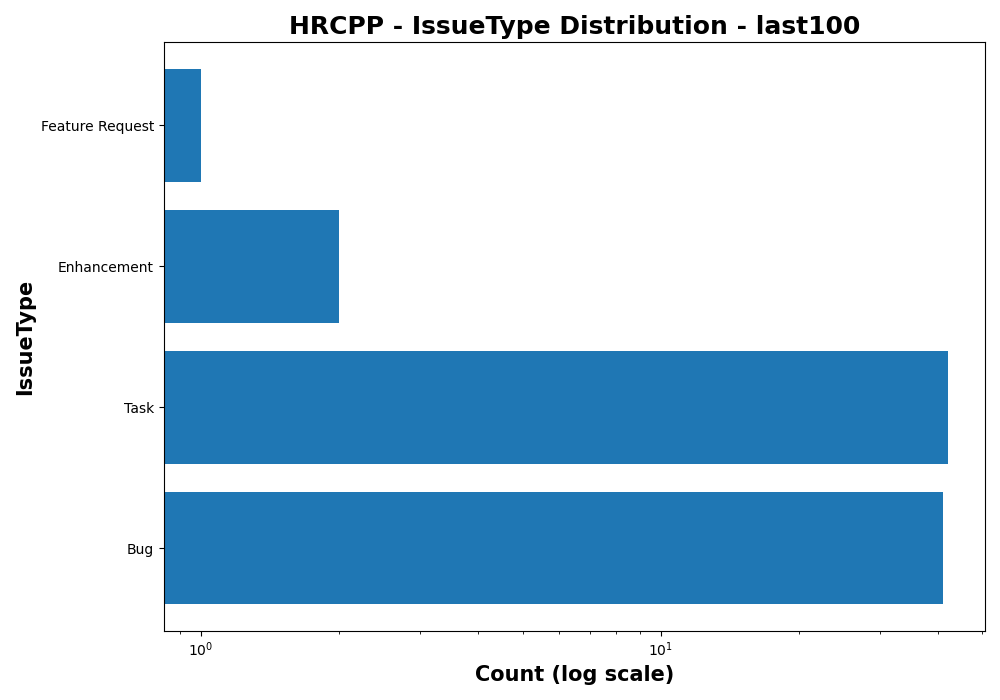 HRCPP - IssueType Distribution - last100
Feature Request
Enhancement
Task
Bug
IssueType
10⁰
10¹
Count (log scale)